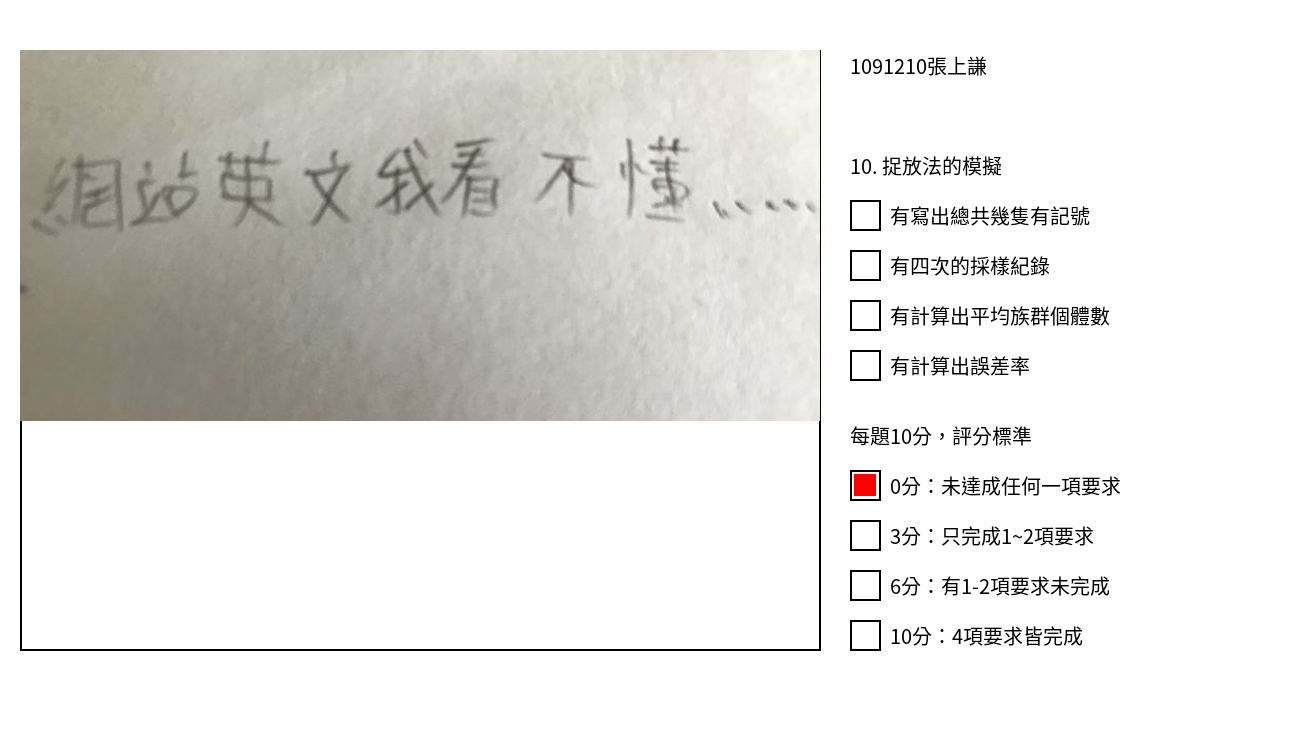 網站英文我看不懂......
1091210張上謙
10. 捉放法的模擬
有寫出總共幾隻有記號
有四次的採樣紀錄
有計算出平均族群個體數
有計算出誤差率
每題10分，評分標準
0分：未達成任何一項要求
3分：只完成1~2項要求
6分：有1-2項要求未完成
10分：4項要求皆完成